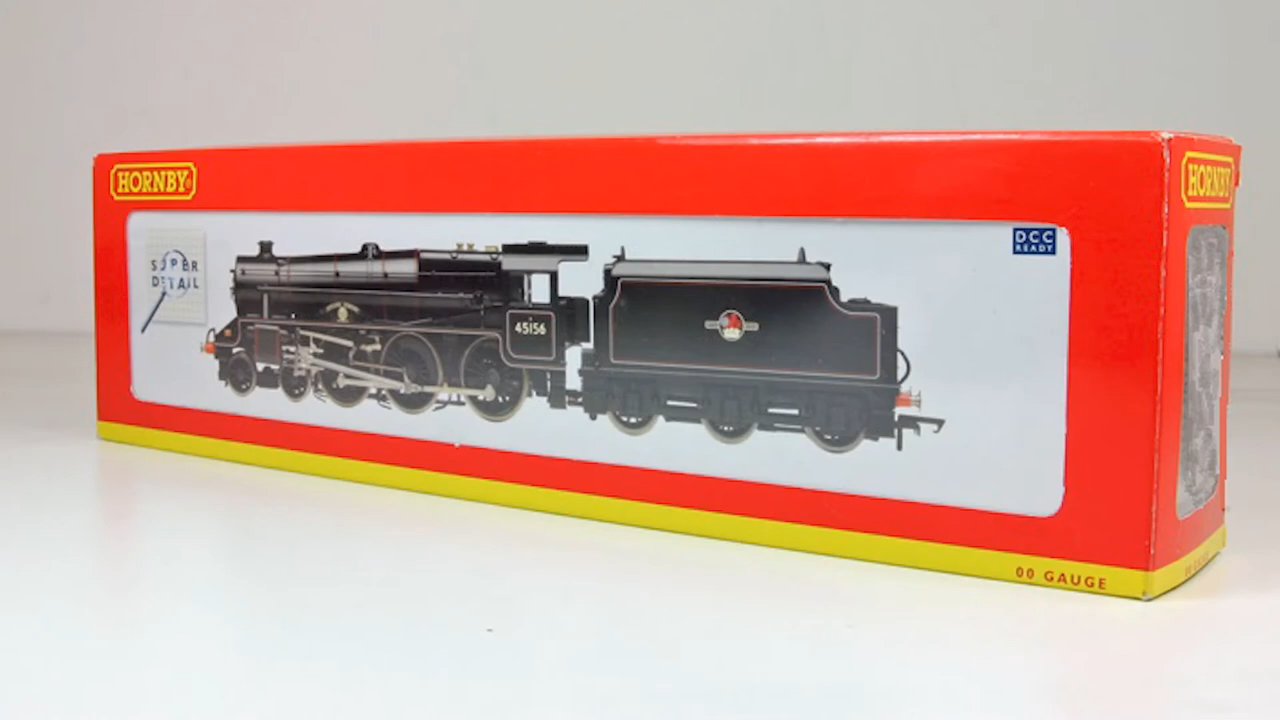 HORNBY
SUPER
DETAIL
45156
DCC
READY
00 GAUGE
HORNBY